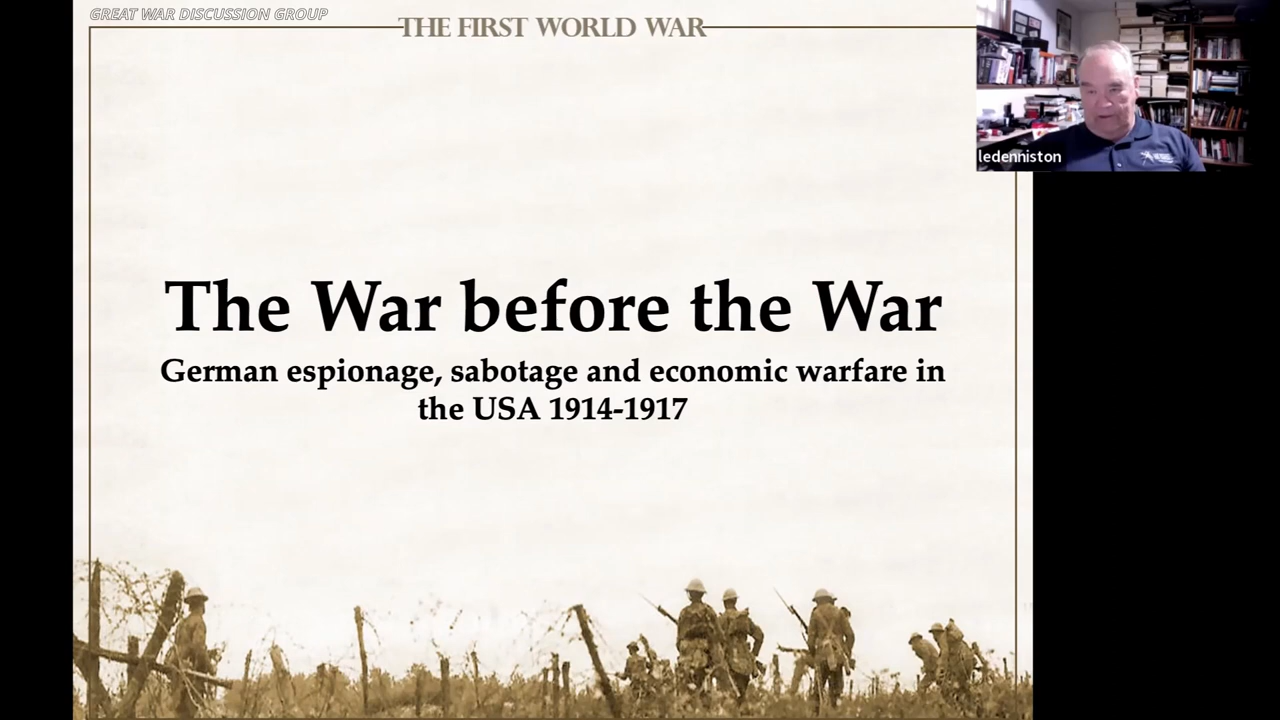 GREAT WAR DISCUSSION GROUP
THE FIRST WORLD WAR
ledenniston
The War before the War
German espionage, sabotage and economic warfare in
the USA 1914-1917